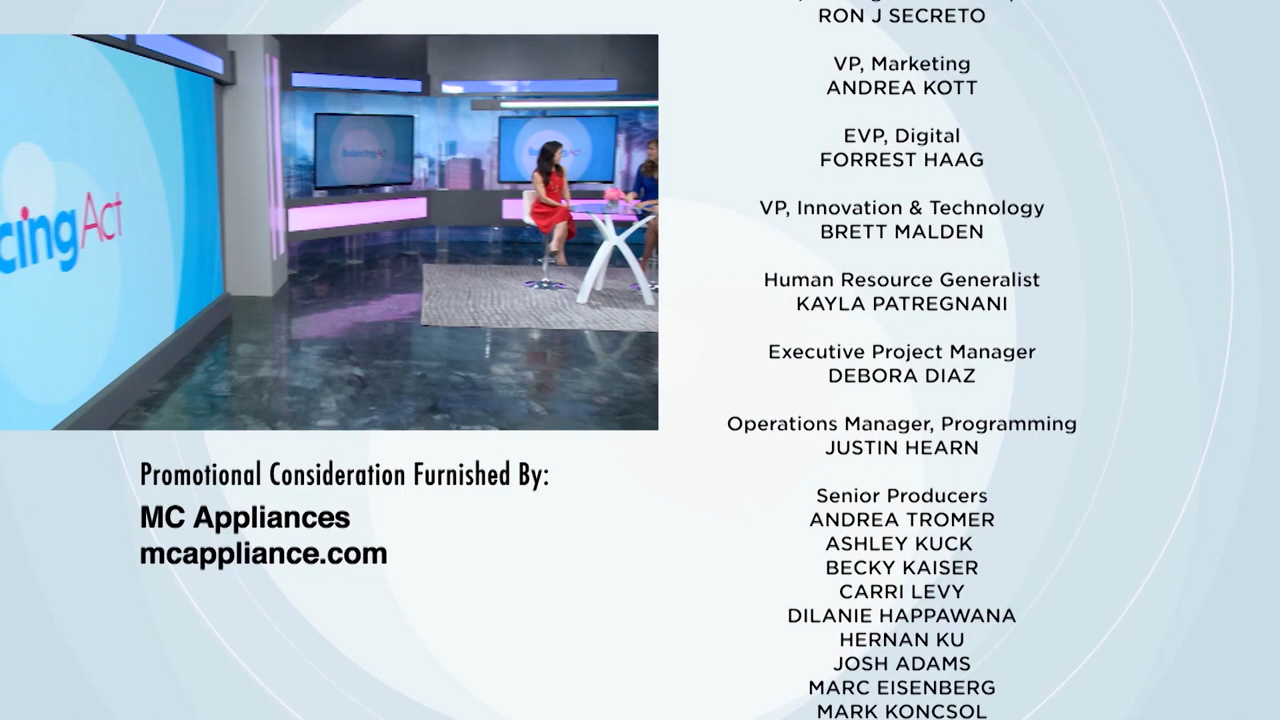 cingAct
BalancingAct
RON J SECRETO
VP, Marketing
ANDREA KOTT
EVP, Digital
FORREST HAAG
VP, Innovation & Technology
BRETT MALDEN
Human Resource Generalist
KAYLA PATREGNANI
Executive Project Manager
DEBORA DIAZ
Operations Manager, Programming
JUSTIN HEARN
Senior Producers
ANDREA TROMER
ASHLEY KUCK
BECKY KAISER
CARRI LEVY
DILANIE HAPPAWANA
HERNAN KU
JOSH ADAMS
MARC EISENBERG
MARK KONCSOL
Promotional Consideration Furnished By:
MC Appliances
mcappliance.com